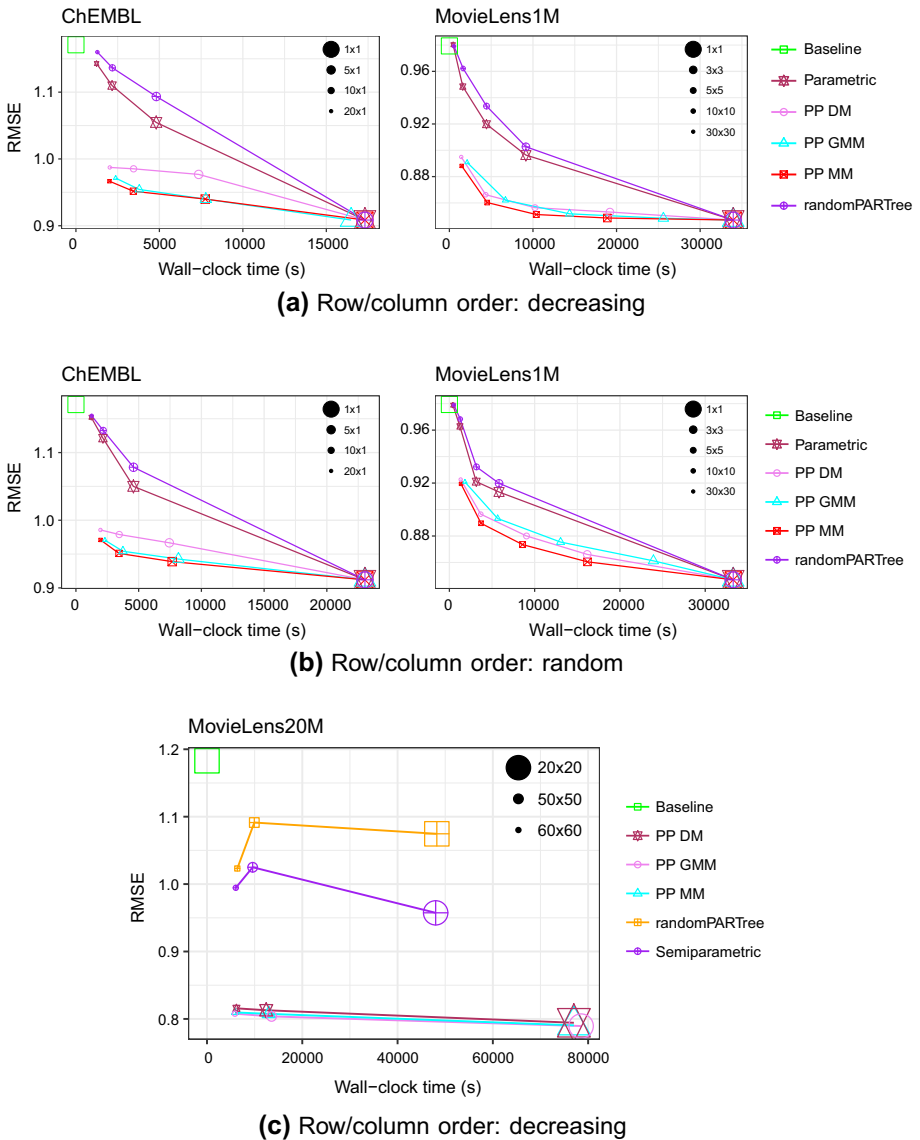 ChEMBL
MovieLens1M
RMSE
1.1
1.0
0.9
1x1
5x1
10x1
20x1
0
5000
10000
15000
Wall−clock time (s)
0.96
0.92
0.88
1x1
3x3
5x5
10x10
30x30
0
10000
20000
30000
Wall−clock time (s)
Baseline
Parametric
PP DM
PP GMM
PP MM
randomPARTree
(a) Row/column order: decreasing
ChEMBL
MovieLens1M
RMSE
1.1
1.0
0.9
1x1
5x1
10x1
20x1
0
5000
10000
15000
20000
Wall−clock time (s)
0.96
0.92
0.88
1x1
3x3
5x5
10x10
30x30
0
10000
20000
30000
Wall−clock time (s)
Baseline
Parametric
PP DM
PP GMM
PP MM
randomPARTree
(b) Row/column order: random
MovieLens20M
RMSE
1.2
1.1
1.0
0.9
0.8
20x20
50x50
60x60
0
20000
40000
60000
80000
Wall−clock time (s)
Baseline
PP DM
PP GMM
PP MM
randomPARTree
Semiparametric
(c) Row/column order: decreasing